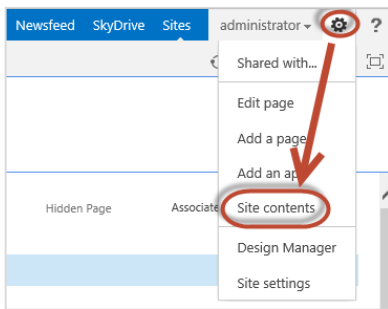 Newsfeed SkyDrive Sites administrator ?
Shared with...
Edit page
Add a page
Add an app
Hidden Page Associate Site contents
Design Manager
Site settings